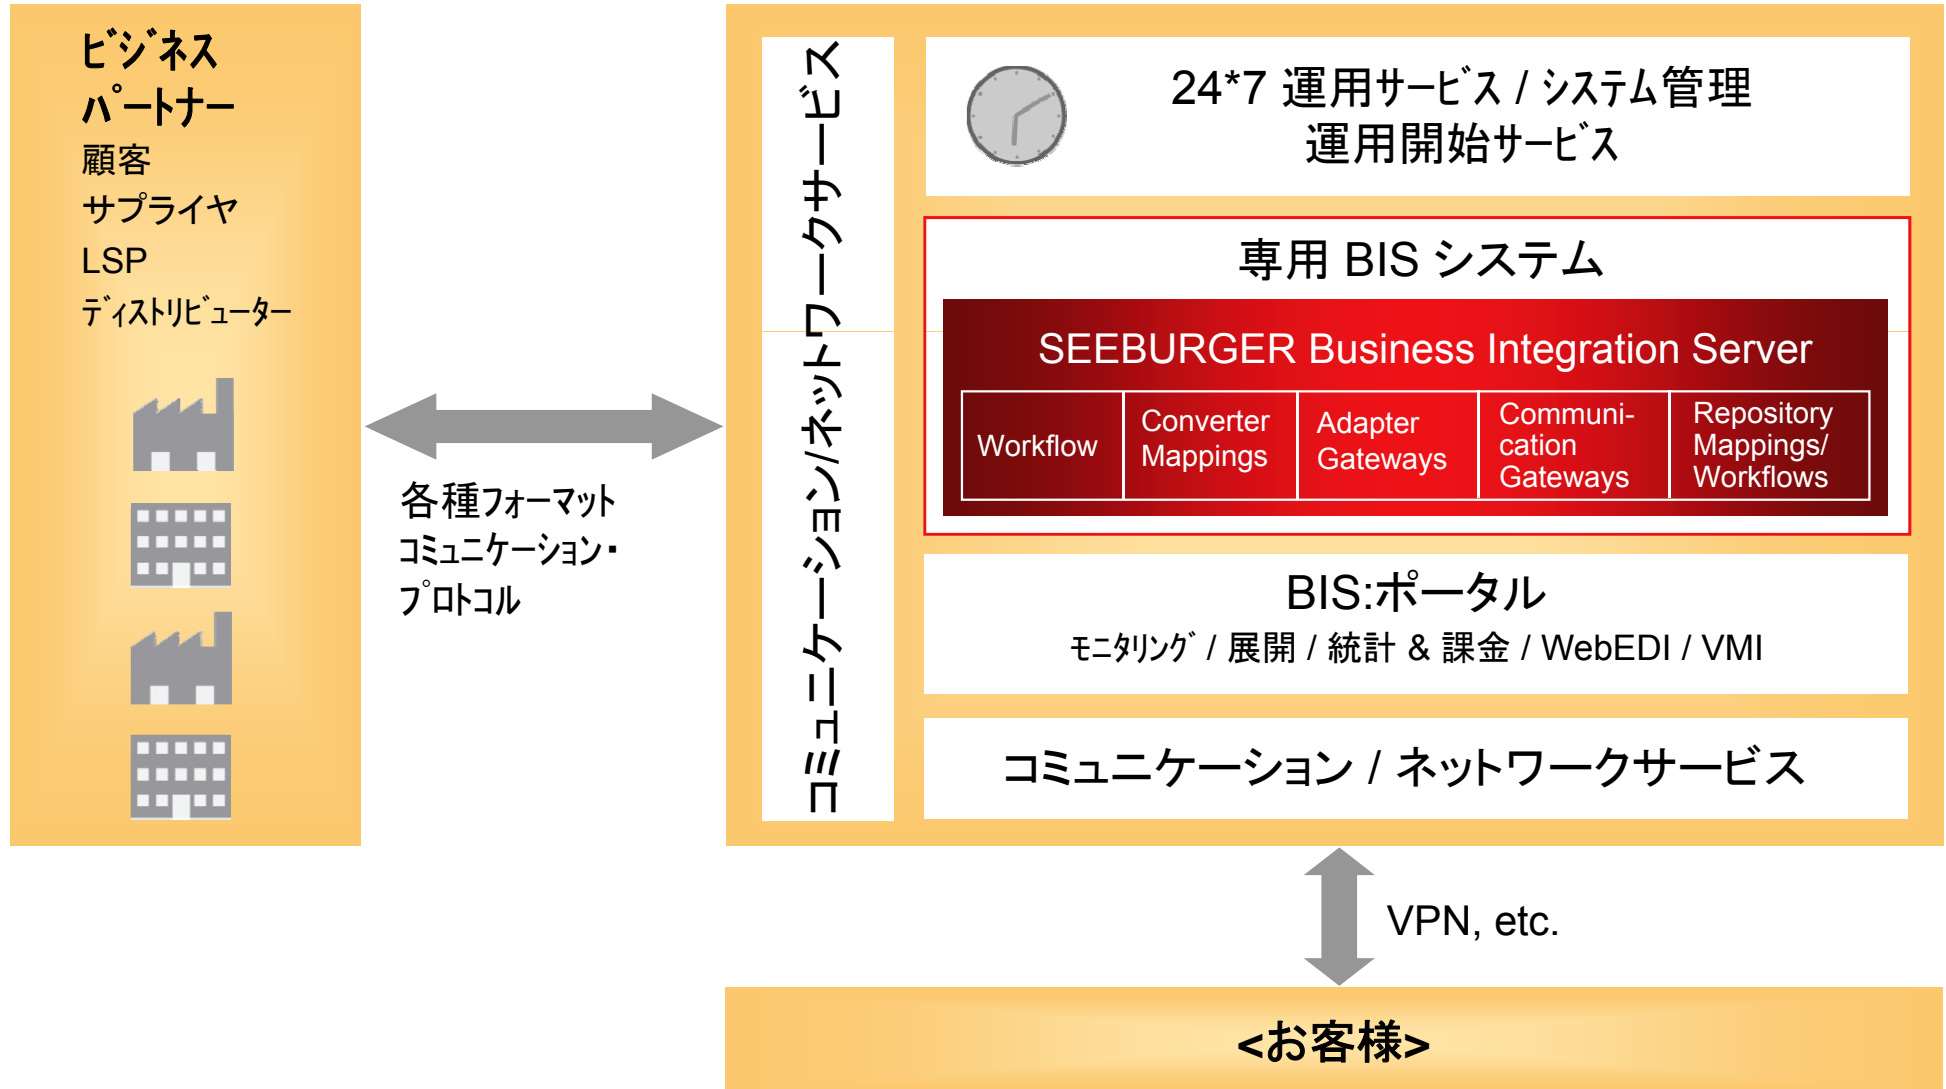 ビジネス
パートナー
顧客
サプライヤ
LSP
ディストリビューター
各種フォーマット
コミュニケーション・
プロトコル
コミュニケーション/ネットワークサービス
24*7 運用サービス / システム管理
運用開始サービス
専用 BIS システム
SEEBURGER Business Integration Server
Workflow
Converter
Mappings
Adapter
Gateways
Communi-
cation
Gateways
Repository
Mappings/
Workflows
BIS:ポータル
モニタリング / 展開 / 統計 & 課金 / WebEDI / VMI
コミュニケーション / ネットワークサービス
VPN, etc.
<お客様>